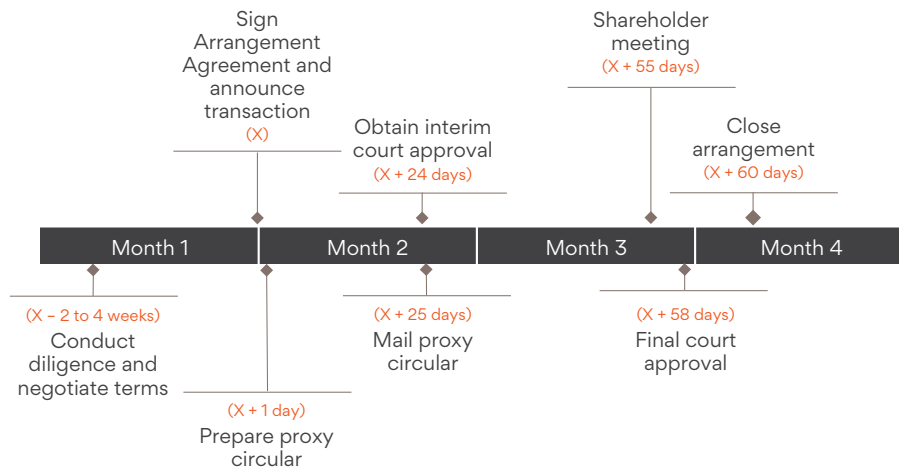 Sign
Arrangement
Agreement and
announce
transaction
(X)
Obtain interim
court approval
(X + 24 days)
Shareholder
meeting
(X + 55 days)
Close
arrangement
(X + 60 days)
Month 1
Month 2
Month 3
Month 4
(X – 2 to 4 weeks)
Conduct
diligence and
negotiate terms
(X + 1 day)
Prepare proxy
circular
(X + 25 days)
Mail proxy
circular
(X + 58 days)
Final court
approval